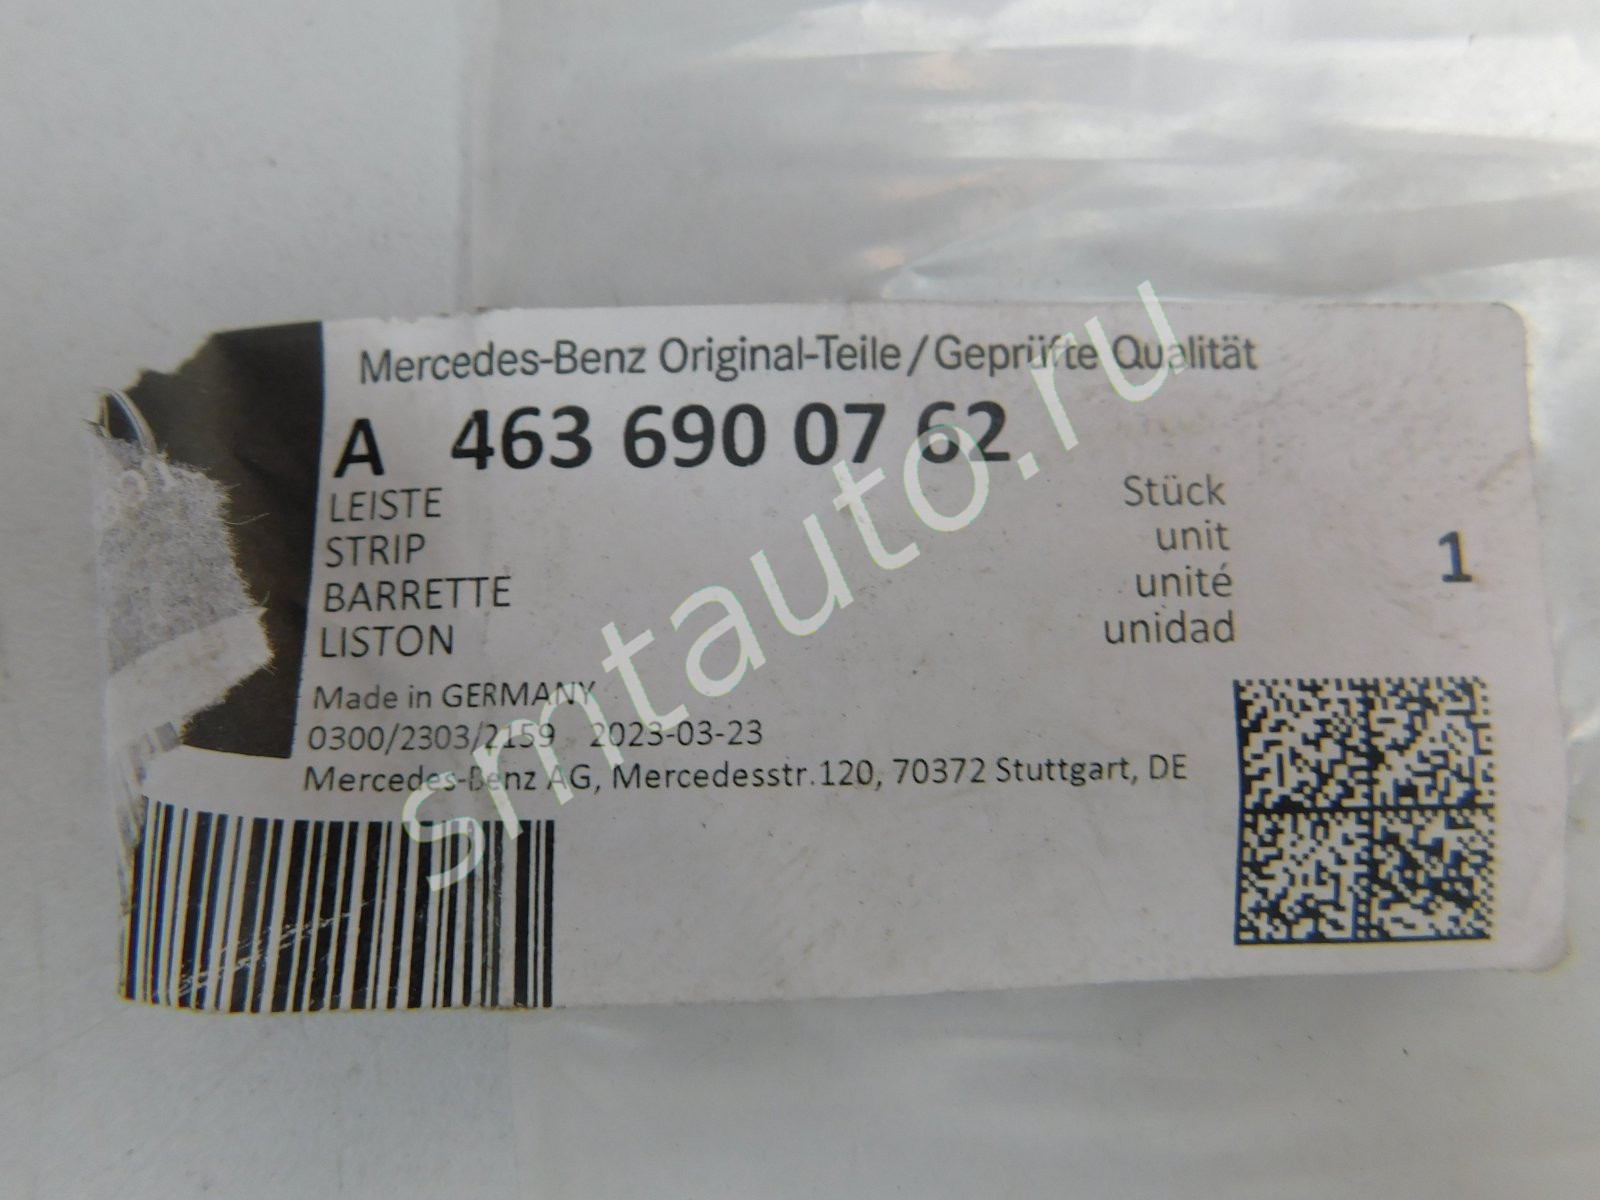 Mercedes-Benz Original-Teile/Geprüfte Qualität
A 463 690 07 62
LEISTE
STRIP
BARRETTE
LISTON
Stück
unit
unité
unidad
1
Made in GERMANY
0300/2303/2159 2023-03-23
Mercedes-Benz AG, Mercedesstr.120, 70372 Stuttgart, DE
smtauto.ru